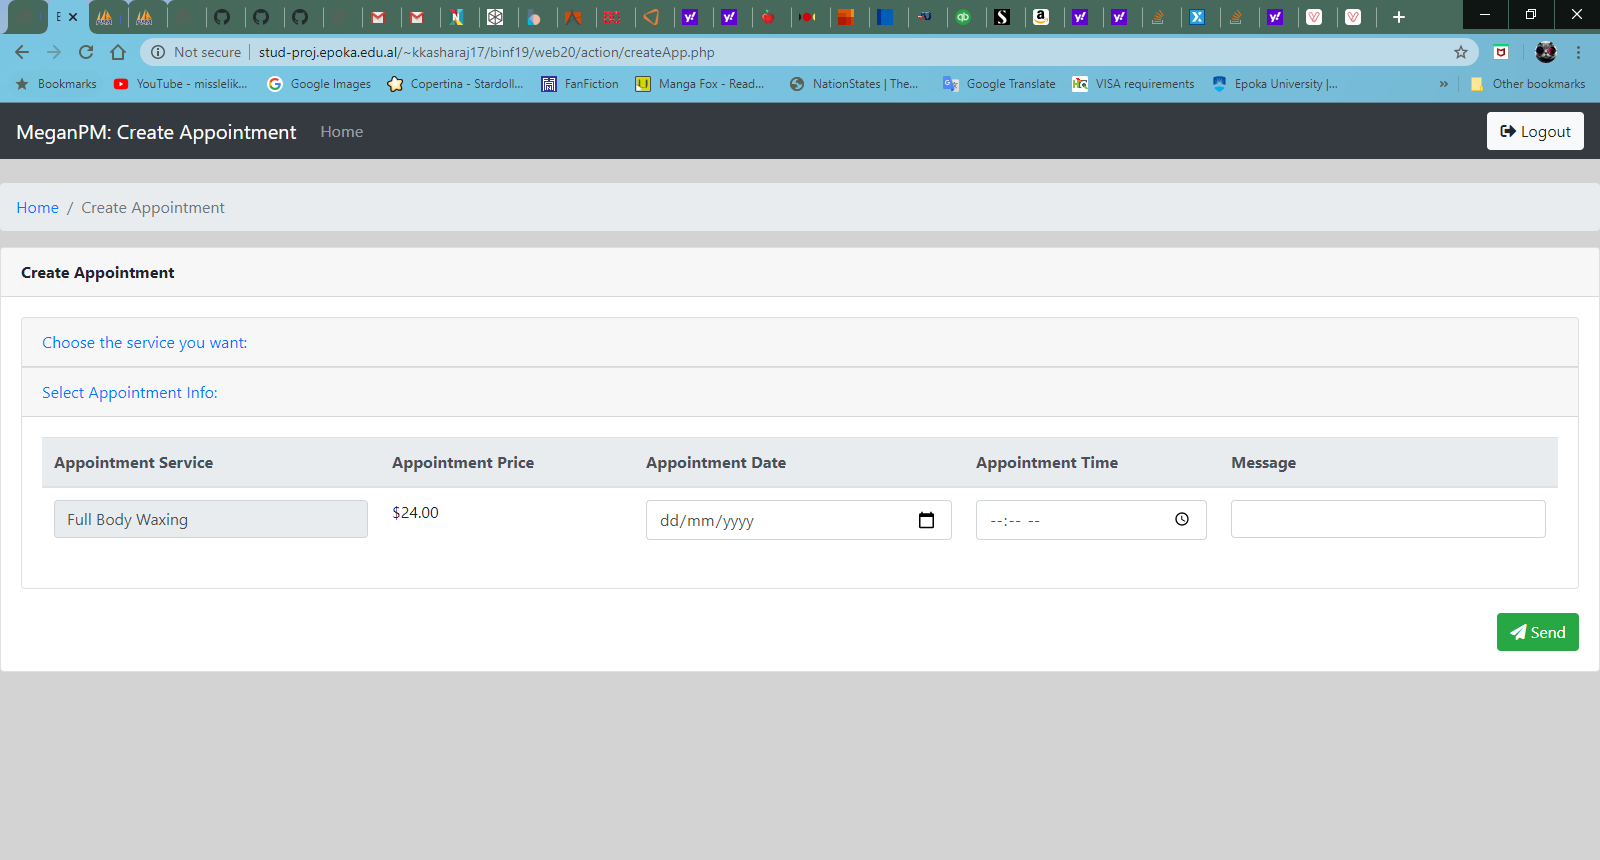 E
Not secure stud-proj.epoka.edu.al/~kkasharaj17/binf19/web20/action/createApp.php
Bookmarks YouTube - misslelik... Google Images Copertina - Stardoll... FanFiction Manga Fox - Read... NationStates | The... Google Translate VISA requirements Epoka University |... » Other bookmarks
MeganPM: Create Appointment Home Logout
Home / Create Appointment
Create Appointment
Choose the service you want:
Select Appointment Info:
Appointment Service Appointment Price Appointment Date Appointment Time Message
Full Body Waxing $24.00 dd/mm/yyyy --:-- --
Send